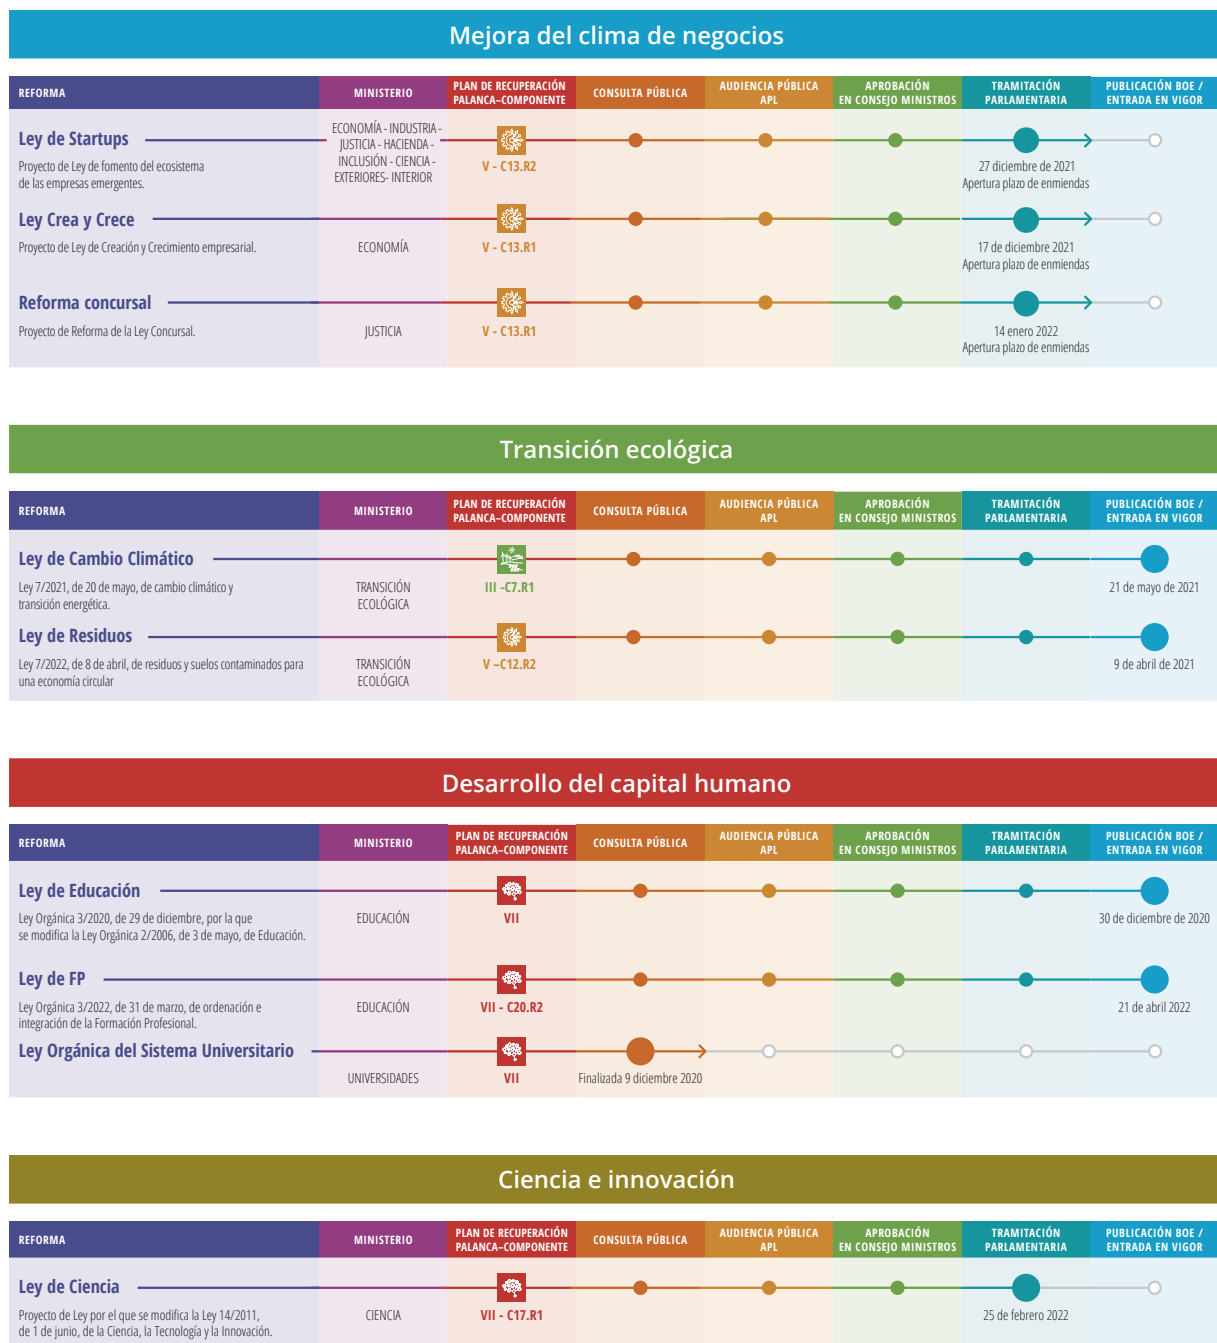 Mejora del clima de negocios
REFORMA
MINISTERIO
PLAN DE RECUPERACIÓN
PALANCA–COMPONENTE
CONSULTA PÚBLICA
AUDIENCIA PÚBLICA
APL
APROBACIÓN
EN CONSEJO MINISTROS
TRAMITACIÓN
PARLAMENTARIA
PUBLICACIÓN BOE /
ENTRADA EN VIGOR
Ley de Startups
Proyecto de Ley de fomento del ecosistema
de las empresas emergentes.
ECONOMÍA - INDUSTRIA -
JUSTICIA - HACIENDA -
INCLUSIÓN - CIENCIA -
EXTERIORES- INTERIOR
V - C13.R2
27 diciembre de 2021
Apertura plazo de enmiendas
Ley Crea y Crece
Proyecto de Ley de Creación y Crecimiento empresarial.
ECONOMÍA
V - C13.R1
17 de diciembre 2021
Apertura plazo de enmiendas
Reforma concursal
Proyecto de Reforma de la Ley Concursal.
JUSTICIA
V - C13.R1
14 enero 2022
Apertura plazo de enmiendas
Transición ecológica
REFORMA
MINISTERIO
PLAN DE RECUPERACIÓN
PALANCA–COMPONENTE
CONSULTA PÚBLICA
AUDIENCIA PÚBLICA
APL
APROBACIÓN
EN CONSEJO MINISTROS
TRAMITACIÓN
PARLAMENTARIA
PUBLICACIÓN BOE /
ENTRADA EN VIGOR
Ley de Cambio Climático
Ley 7/2021, de 20 de mayo, de cambio climático y
transición energética.
TRANSICIÓN
ECOLÓGICA
III -C7.R1
21 de mayo de 2021
Ley de Residuos
Ley 7/2022, de 8 de abril, de residuos y suelos contaminados para
una economía circular
TRANSICIÓN
ECOLÓGICA
V –C12.R2
9 de abril de 2021
Desarrollo del capital humano
REFORMA
MINISTERIO
PLAN DE RECUPERACIÓN
PALANCA–COMPONENTE
CONSULTA PÚBLICA
AUDIENCIA PÚBLICA
APL
APROBACIÓN
EN CONSEJO MINISTROS
TRAMITACIÓN
PARLAMENTARIA
PUBLICACIÓN BOE /
ENTRADA EN VIGOR
Ley de Educación
Ley Orgánica 3/2020, de 29 de diciembre, por la que
se modifica la Ley Orgánica 2/2006, de 3 de mayo, de Educación.
EDUCACIÓN
VII
30 de diciembre de 2020
Ley de FP
Ley Orgánica 3/2022, de 31 de marzo, de ordenación e
integración de la Formación Profesional.
EDUCACIÓN
VII - C20.R2
21 de abril 2022
Ley Orgánica del Sistema Universitario
UNIVERSIDADES
VII
Finalizada 9 diciembre 2020
Ciencia e innovación
REFORMA
MINISTERIO
PLAN DE RECUPERACIÓN
PALANCA–COMPONENTE
CONSULTA PÚBLICA
AUDIENCIA PÚBLICA
APL
APROBACIÓN
EN CONSEJO MINISTROS
TRAMITACIÓN
PARLAMENTARIA
PUBLICACIÓN BOE /
ENTRADA EN VIGOR
Ley de Ciencia
Proyecto de Ley por el que se modifica la Ley 14/2011,
de 1 de junio, de la Ciencia, la Tecnología y la Innovación.
CIENCIA
VII - C17.R1
25 de febrero 2022